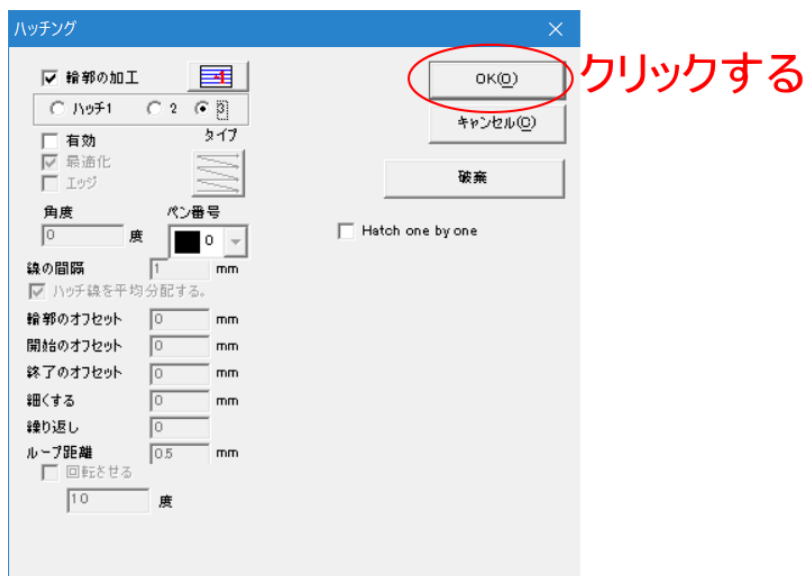 ハッチング
輪郭の加工
OK(O)
クリックする
ハッチ1 2 3
キャンセル(C)
有効
タイプ
最適化
エッジ
破棄
角度 ペン番号
0 度 0
Hatch one by one
線の間隔 1 mm
ハッチ線を平均分配する。
輪郭のオフセット 0 mm
開始のオフセット 0 mm
終了のオフセット 0 mm
細くする 0 mm
繰り返し 0
ループ距離 0.5 mm
回転させる
10 度